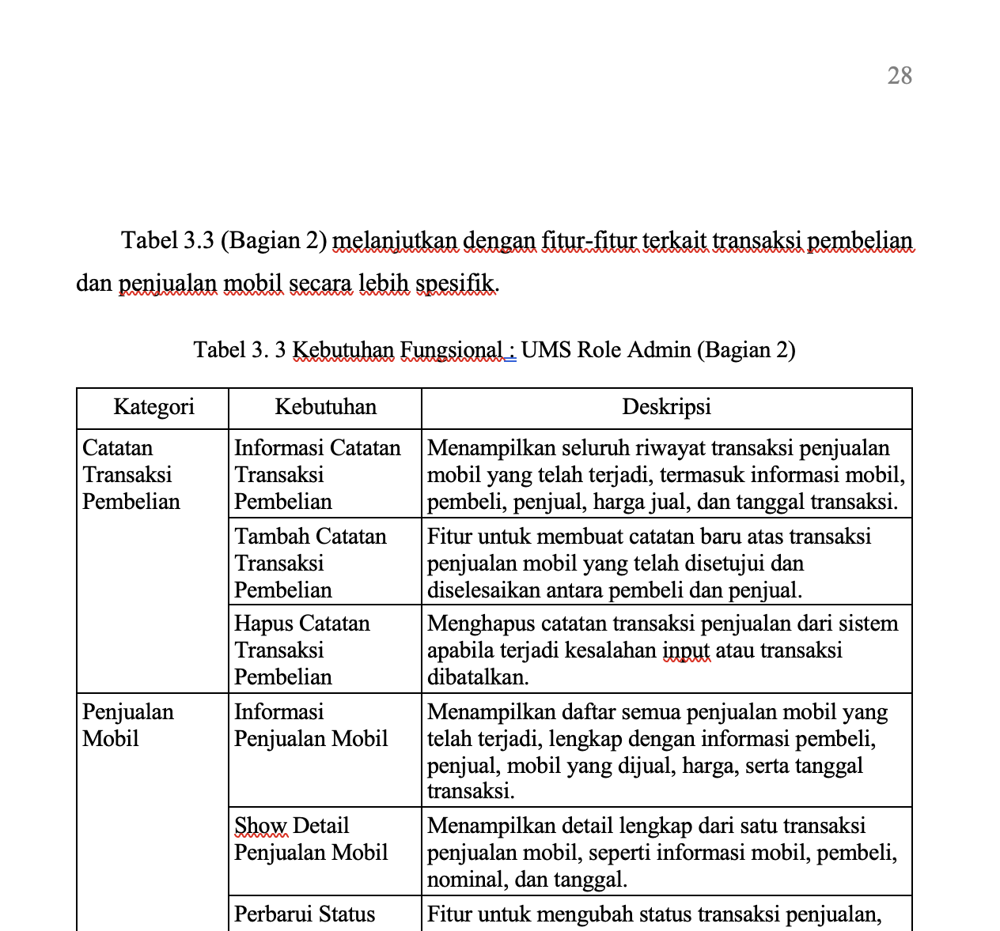 28
Tabel 3.3 (Bagian 2) melanjutkan dengan fitur-fitur terkait transaksi pembelian
dan penjualan mobil secara lebih spesifik.
Tabel 3. 3 Kebutuhan Fungsional : UMS Role Admin (Bagian 2)
Kategori
Kebutuhan
Deskripsi
Catatan
Transaksi
Pembelian
Informasi Catatan
Transaksi
Pembelian
Menampilkan seluruh riwayat transaksi penjualan
mobil yang telah terjadi, termasuk informasi mobil,
pembeli, penjual, harga jual, dan tanggal transaksi.
Tambah Catatan
Transaksi
Pembelian
Fitur untuk membuat catatan baru atas transaksi
penjualan mobil yang telah disetujui dan
diselesaikan antara pembeli dan penjual.
Hapus Catatan
Transaksi
Pembelian
Menghapus catatan transaksi penjualan dari sistem
apabila terjadi kesalahan input atau transaksi
dibatalkan.
Penjualan
Mobil
Informasi
Penjualan Mobil
Menampilkan daftar semua penjualan mobil yang
telah terjadi, lengkap dengan informasi pembeli,
penjual, mobil yang dijual, harga, serta tanggal
transaksi.
Show Detail
Penjualan Mobil
Menampilkan detail lengkap dari satu transaksi
penjualan mobil, seperti informasi mobil, pembeli,
nominal, dan tanggal.
Perbarui Status
Fitur untuk mengubah status transaksi penjualan,